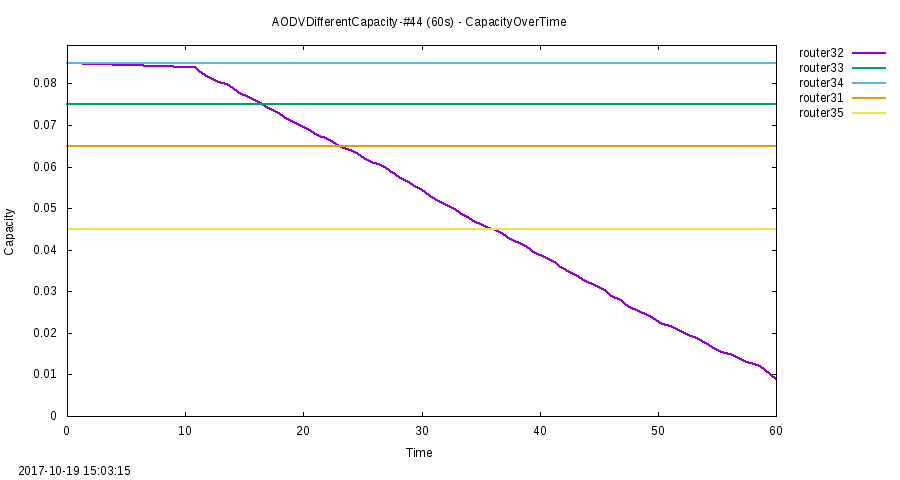 AODVDifferentCapacity-#44 (60s) - CapacityOverTime
router32
router33
router34
router31
router35
0.08
0.07
0.06
0.05
0.04
0.03
0.02
0.01
0
Capacity
0 10 20 30 40 50 60
Time
2017-10-19 15:03:15